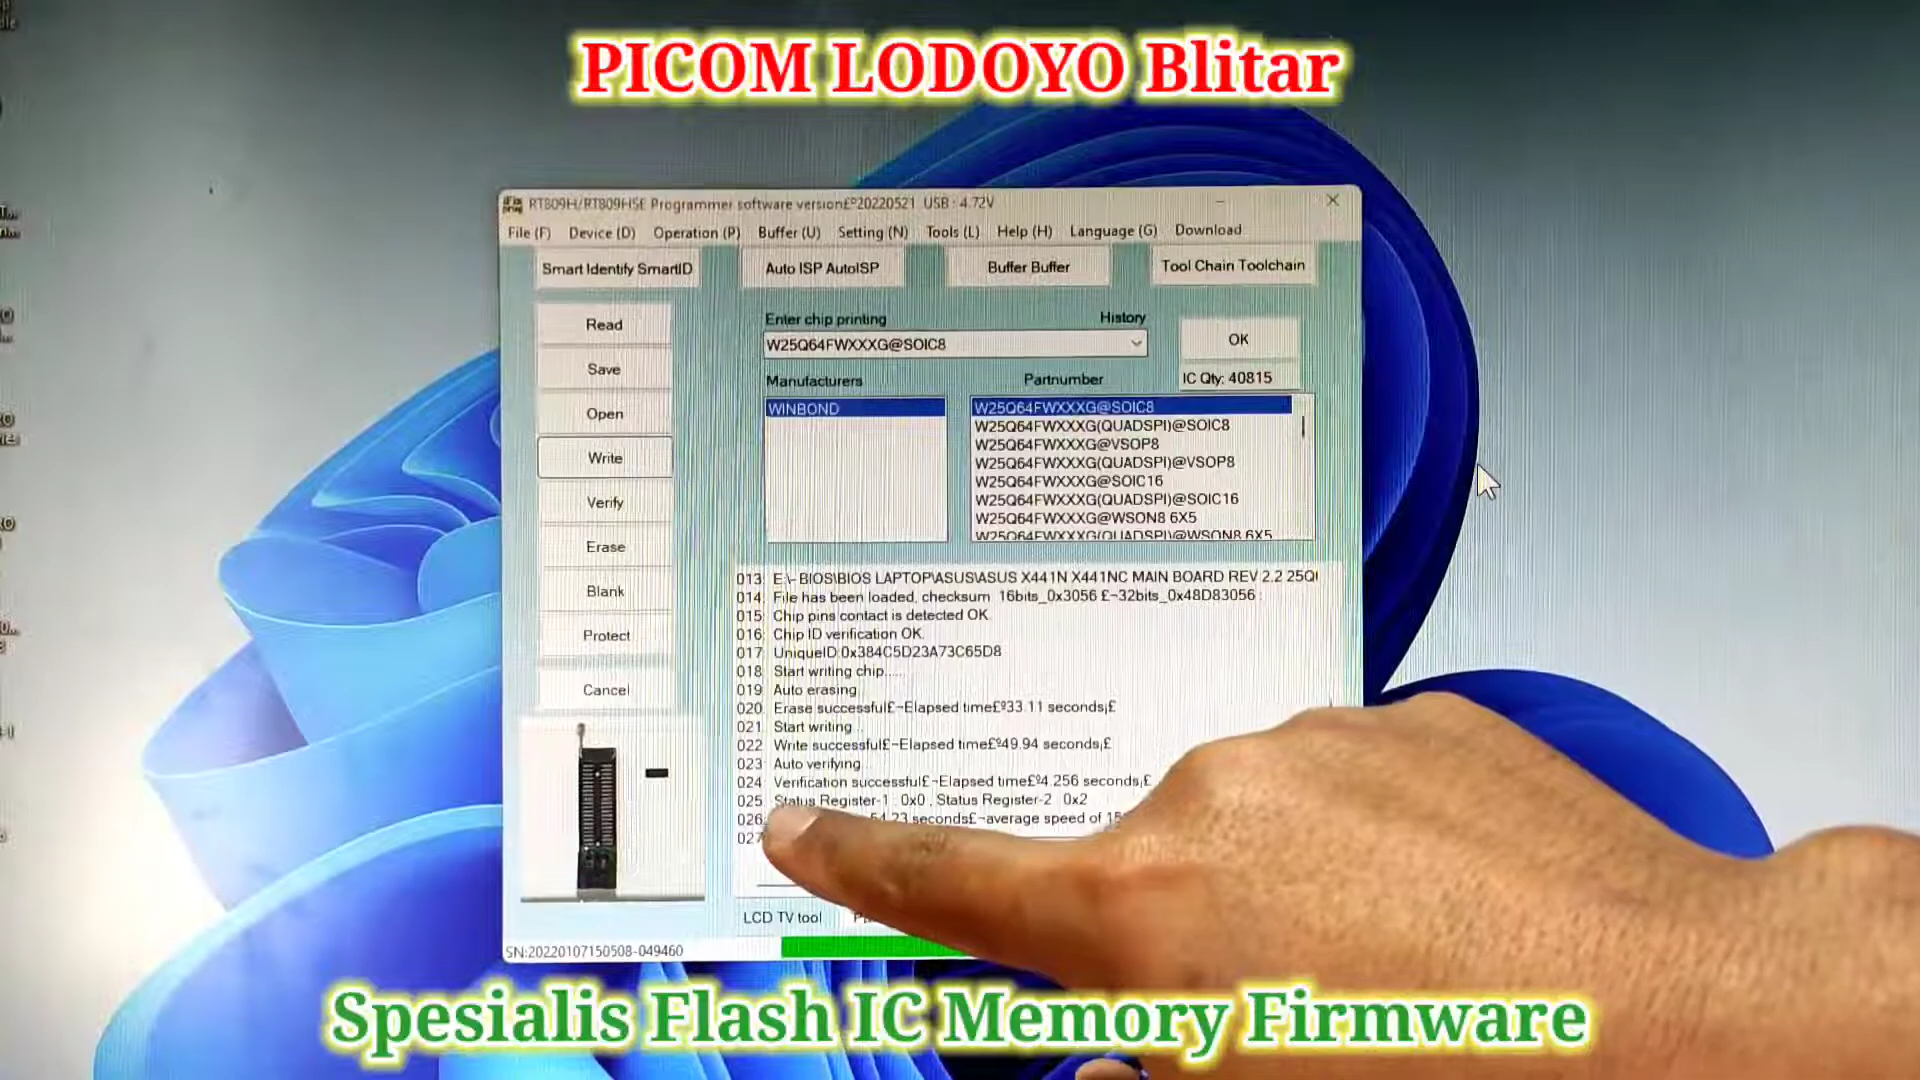 PICOM LODOYO Blitar
RT809H/RT809HSE Programmer software version£º20220521 USB : 4.72V
File (F) Device (D) Operation (P) Buffer (U) Setting (N) Tools (L) Help (H) Language (G) Download
Smart Identify SmartID Auto ISP AutoISP Buffer Buffer Tool Chain Toolchain
Read
Save
Open
Write
Verify
Erase
Blank
Protect
Cancel
Enter chip printing History
W25Q64FWXXXG@SOIC8
OK
Manufacturers Partnumber IC Qty: 40815
WINBOND
W25Q64FWXXXG@SOIC8
W25Q64FWXXXG(QUADSPI)@SOIC8
W25Q64FWXXXG@VSOP8
W25Q64FWXXXG(QUADSPI)@VSOP8
W25Q64FWXXXG@SOIC16
W25Q64FWXXXG(QUADSPI)@SOIC16
W25Q64FWXXXG@WSON8 6X5
W25Q64FWXXXG(QUADSPI)@WSON8 6X5
013: E:\- BIOS\BIOS LAPTOP\ASUS\ASUS X441N X441NC MAIN BOARD REV 2.2
014: File has been loaded, checksum 16bits_0x3056 £¬32bits_0x48D83056 :
015: Chip pins contact is detected OK
016: Chip ID verification OK.
017: UniqueID:0x384C5D23A73C65D8
018: Start writing chip......
019: Auto erasing
020: Erase successful£¬Elapsed time£º33.11 seconds¡£
021: Start writing...
022: Write successful£¬Elapsed time£º49.94 seconds¡£
023: Auto verifying...
024: Verification successful£¬Elapsed time£º4.256 seconds¡£
025: Status Register-1 : 0x0 , Status Register-2 : 0x2
026: 54.23 seconds£¬average speed of
027
LCD TV tool
SN:20220107150508-049460
Spesialis Flash IC Memory Firmware